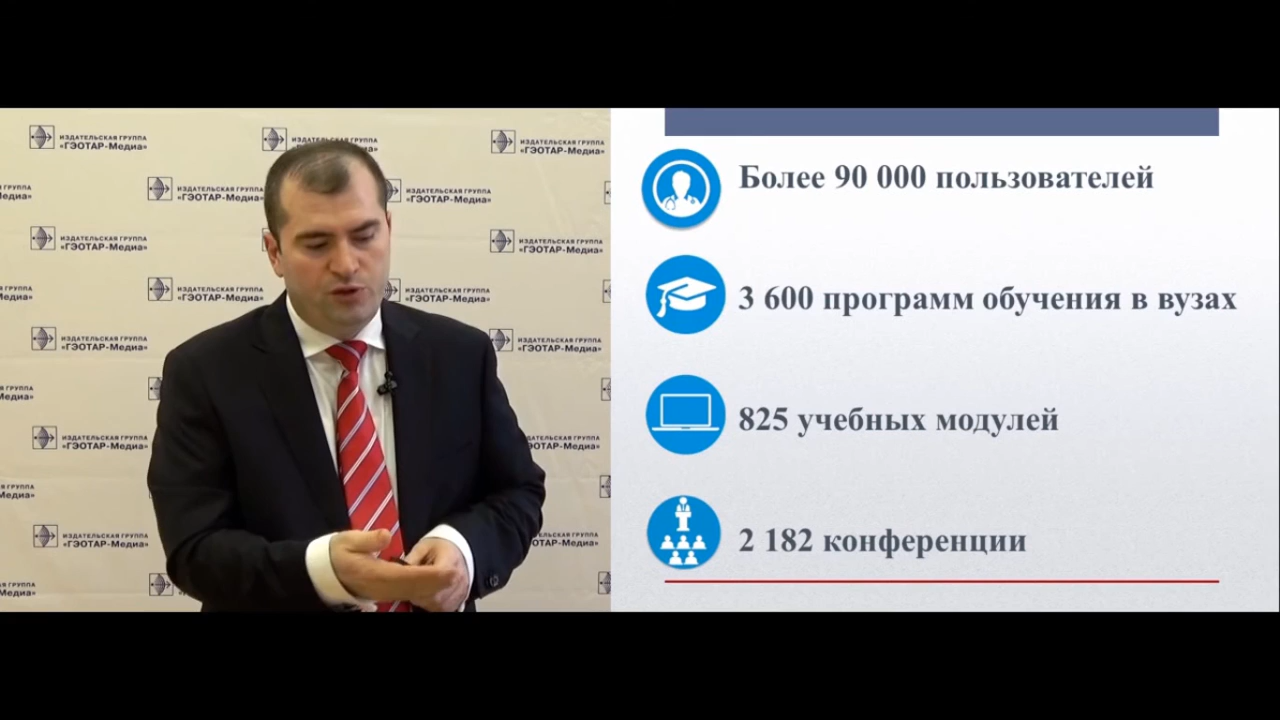 ИЗДАТЕЛЬСКАЯ ГРУППА
«ГЭОТАР-Медиа»
Более 90 000 пользователей
3 600 программ обучения в вузах
825 учебных модулей
2 182 конференции